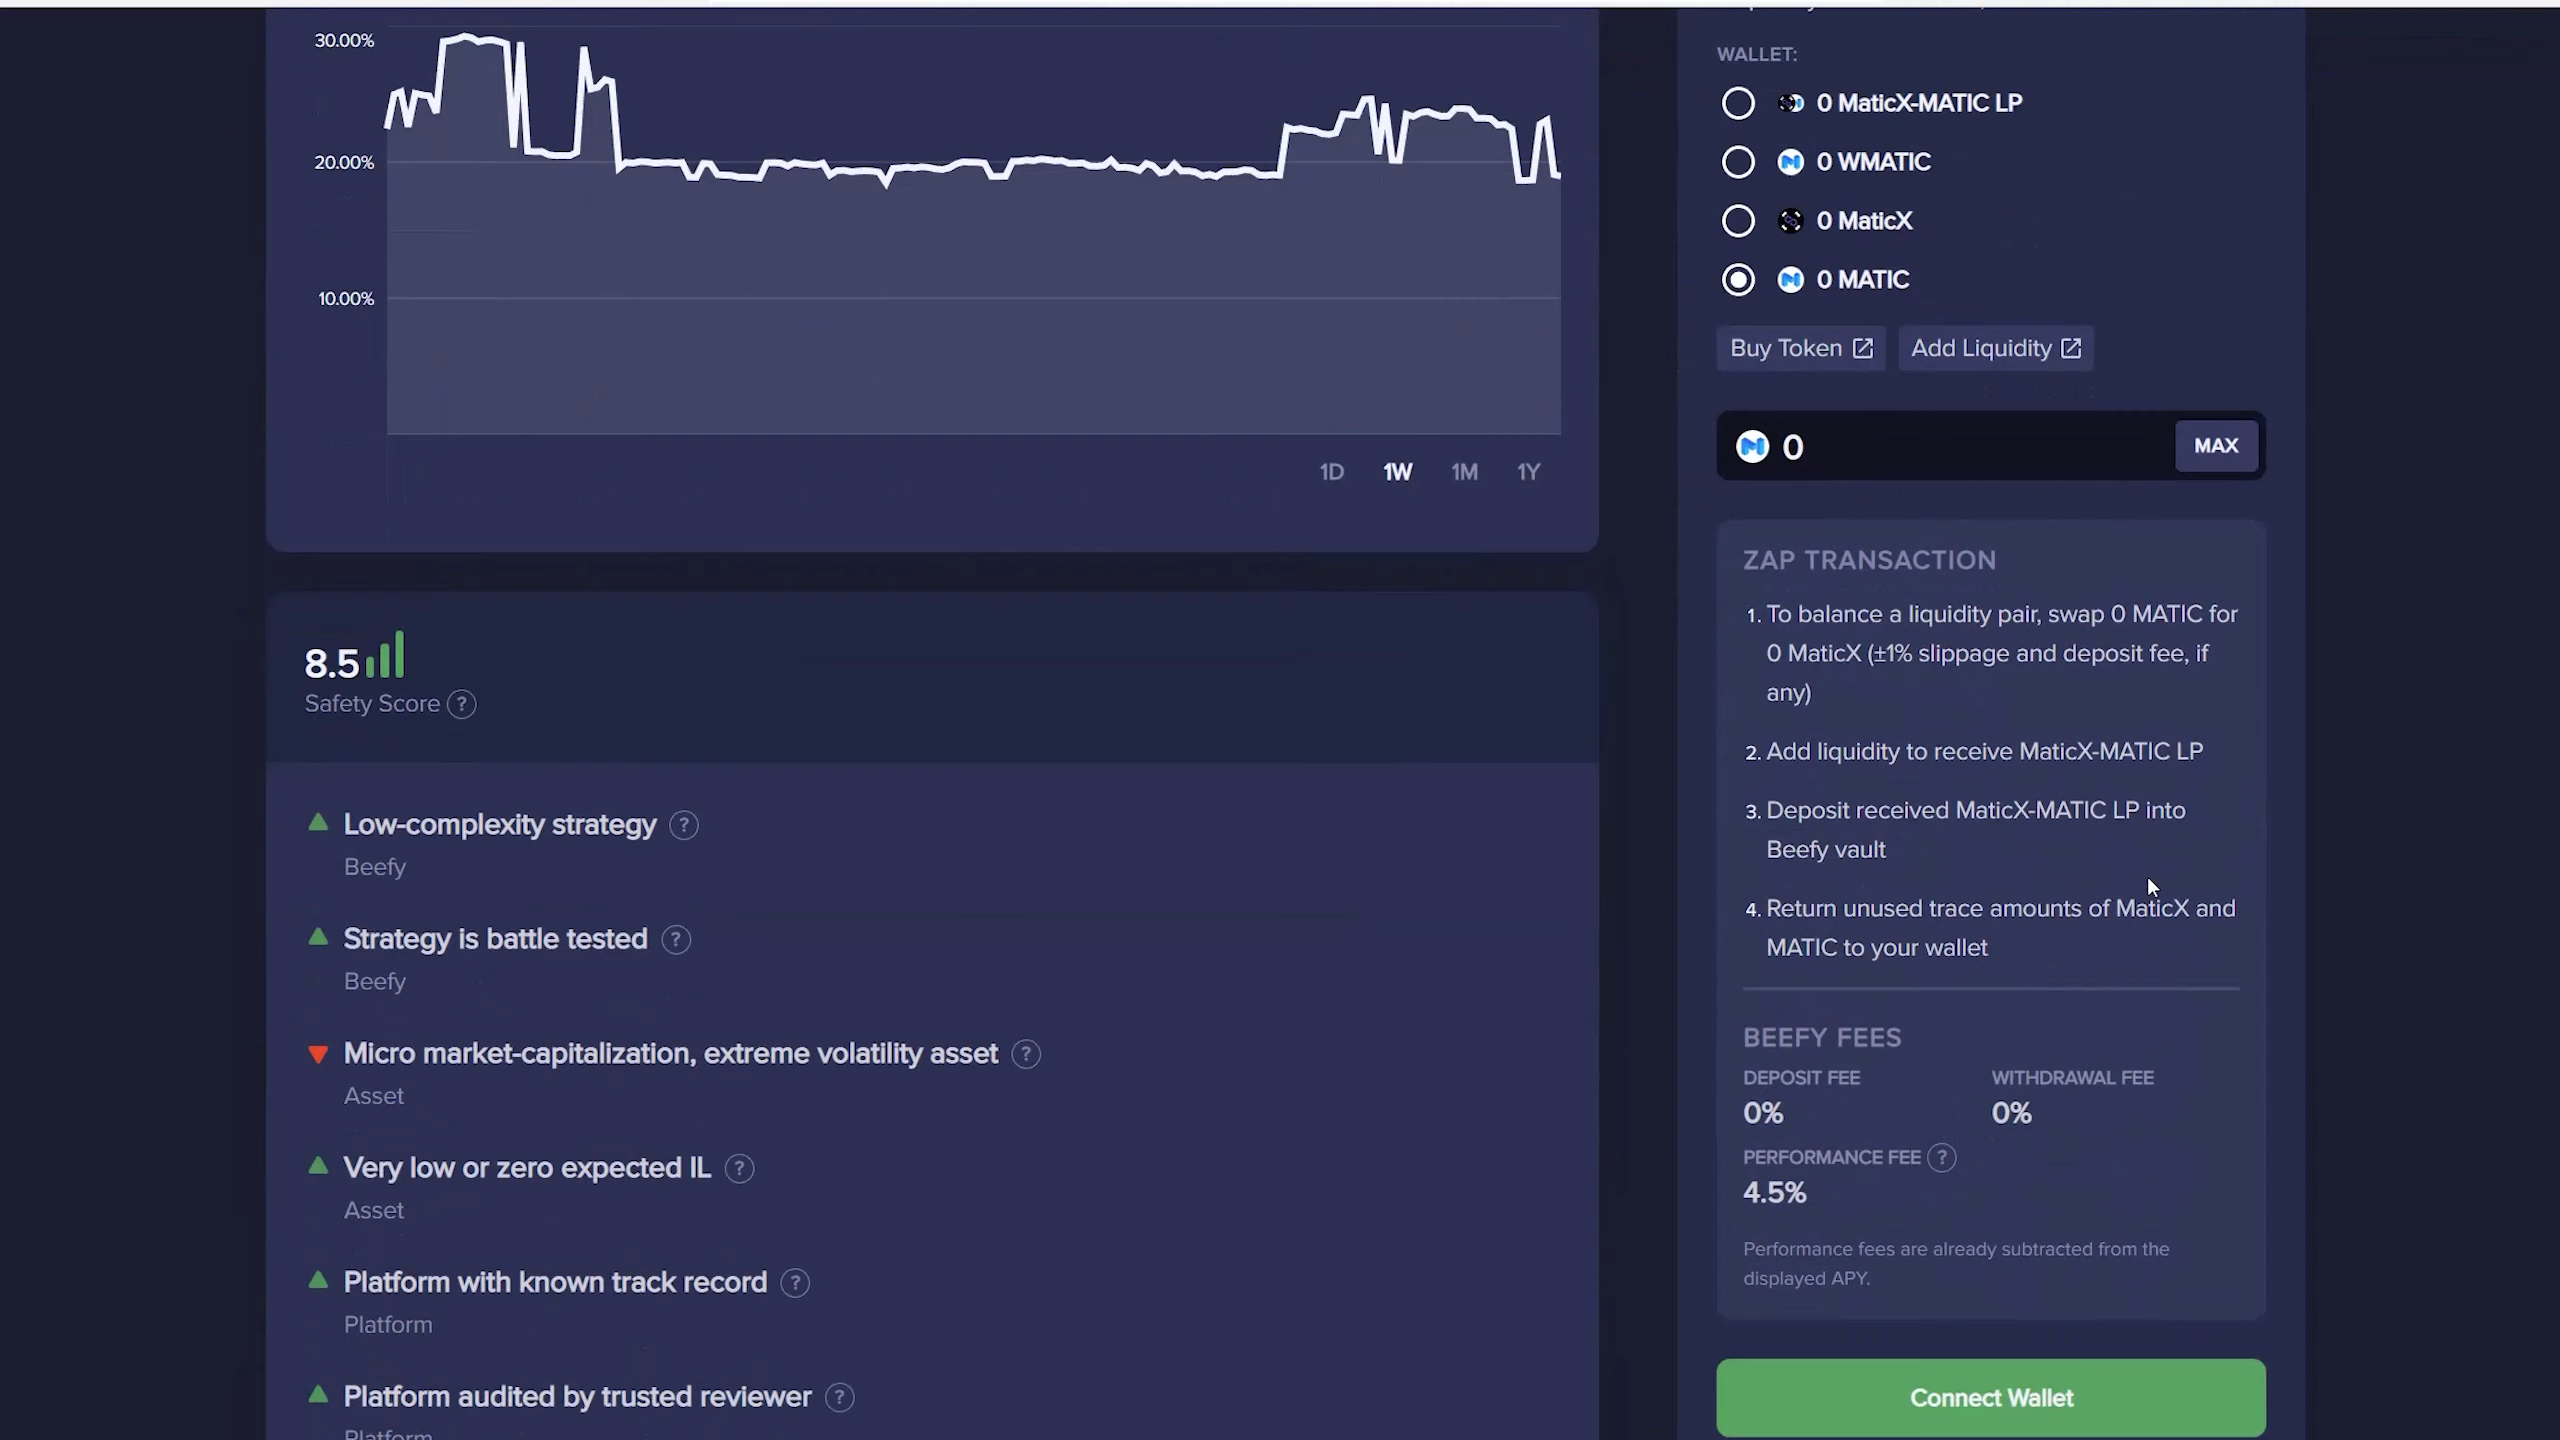 30.00%
20.00%
10.00%
1D 1W 1M 1Y
8.5
Safety Score ?
Low-complexity strategy ?
Beefy
Strategy is battle tested ?
Beefy
Micro market-capitalization, extreme volatility asset ?
Asset
Very low or zero expected IL ?
Asset
Platform with known track record ?
Platform
Platform audited by trusted reviewer ?
Platform
WALLET:
0 MaticX-MATIC LP
0 WMATIC
0 MaticX
0 MATIC
Buy Token Add Liquidity
0 MAX
ZAP TRANSACTION
1. To balance a liquidity pair, swap 0 MATIC for
0 MaticX (±1% slippage and deposit fee, if
any)
2. Add liquidity to receive MaticX-MATIC LP
3. Deposit received MaticX-MATIC LP into
Beefy vault
4. Return unused trace amounts of MaticX and
MATIC to your wallet
BEEFY FEES
DEPOSIT FEE WITHDRAWAL FEE
0% 0%
PERFORMANCE FEE ?
4.5%
Performance fees are already subtracted from the
displayed APY.
Connect Wallet